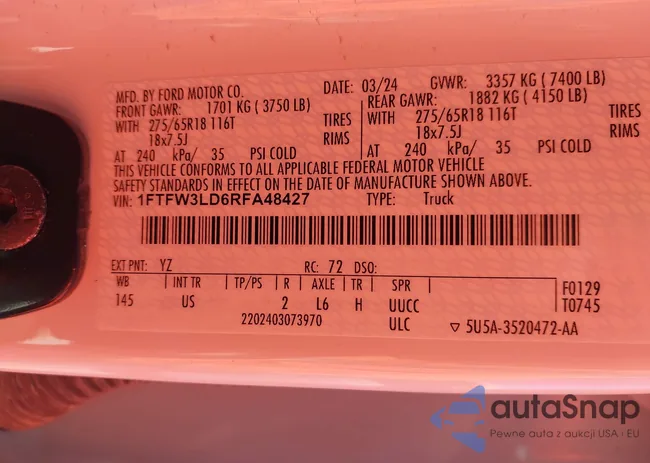 MFD. BY FORD MOTOR CO.
DATE: 03/24 GVWR: 3357 KG ( 7400 LB)
FRONT GAWR: 1701 KG ( 3750 LB)
REAR GAWR: 1882 KG ( 4150 LB)
WITH 275/65R18 116T TIRES
WITH 275/65R18 116T TIRES
18x7.5J RIMS
18x7.5J RIMS
AT 240 kPa/ 35 PSI COLD
AT 240 kPa/ 35 PSI COLD
THIS VEHICLE CONFORMS TO ALL APPLICABLE FEDERAL MOTOR VEHICLE
SAFETY STANDARDS IN EFFECT ON THE DATE OF MANUFACTURE SHOWN ABOVE.
VIN: 1FTFW3LD6RFA48427 TYPE: Truck
EXT PNT: YZ RC: 72 DSO:
WB INT TR TP/PS R AXLE TR SPR F0129
145 US 2 L6 H UUCC T0745
2202403073970 ULC ▽ 5U5A-3520472-AA
autaSnap
Pewne auta z aukcji USA i EU